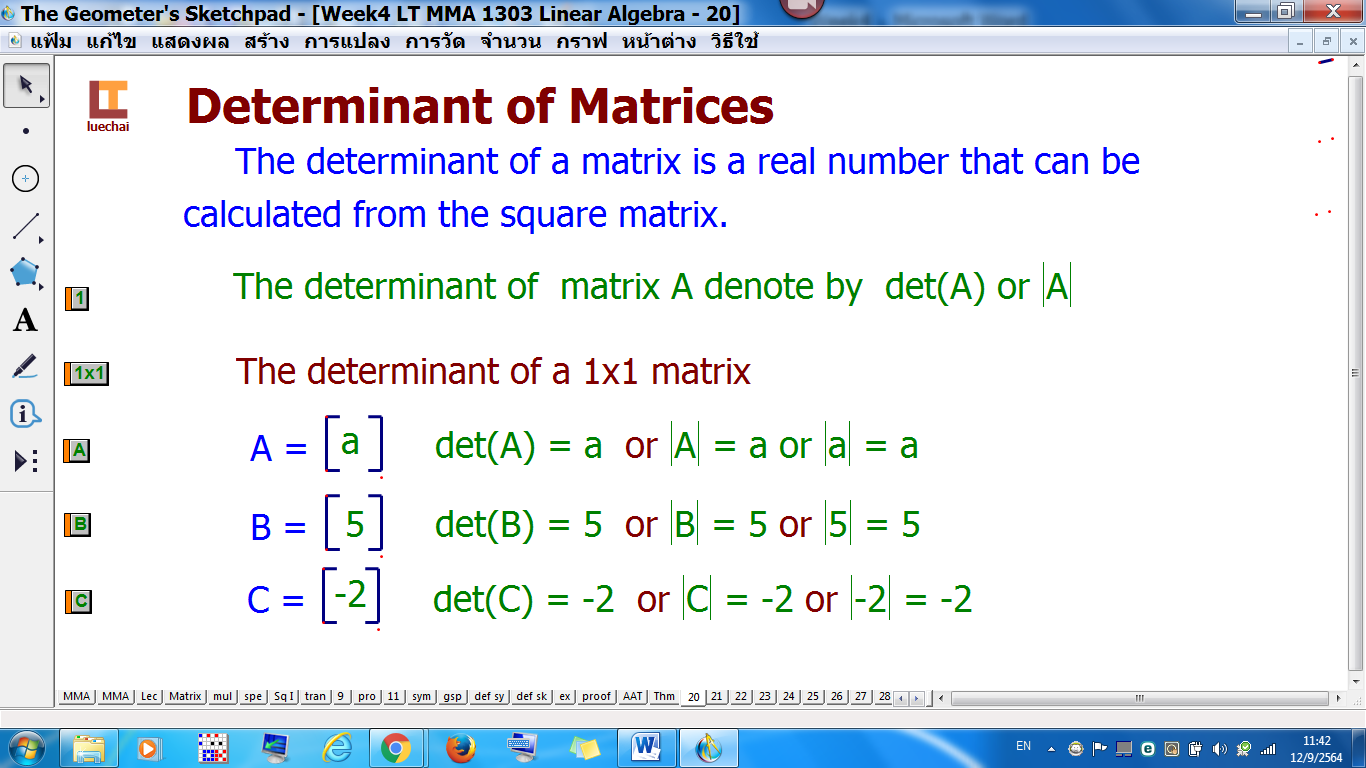 The Geometer's Sketchpad - [Week4 LT MMA 1303 Linear Algebra - 20]
แฟ้ม แก้ไข แสดงผล สร้าง การแปลง การวัด จำนวน กราฟ หน้าต่าง วิธีใช้
LT
luechai
Determinant of Matrices
The determinant of a matrix is a real number that can be
calculated from the square matrix.
1 The determinant of matrix A denote by det(A) or |A|
1x1 The determinant of a 1x1 matrix
A A = [a] det(A) = a or |A| = a or |a| = a
B B = [5] det(B) = 5 or |B| = 5 or |5| = 5
C C = [-2] det(C) = -2 or |C| = -2 or |-2| = -2
MMA MMA Lec Matrix mul spe Sq I tran 9 pro 11 sym gsp def sy def sk ex proof AAT Thm 20 21 22 23 24 25 26 27 28
EN 11:42
12/9/2564